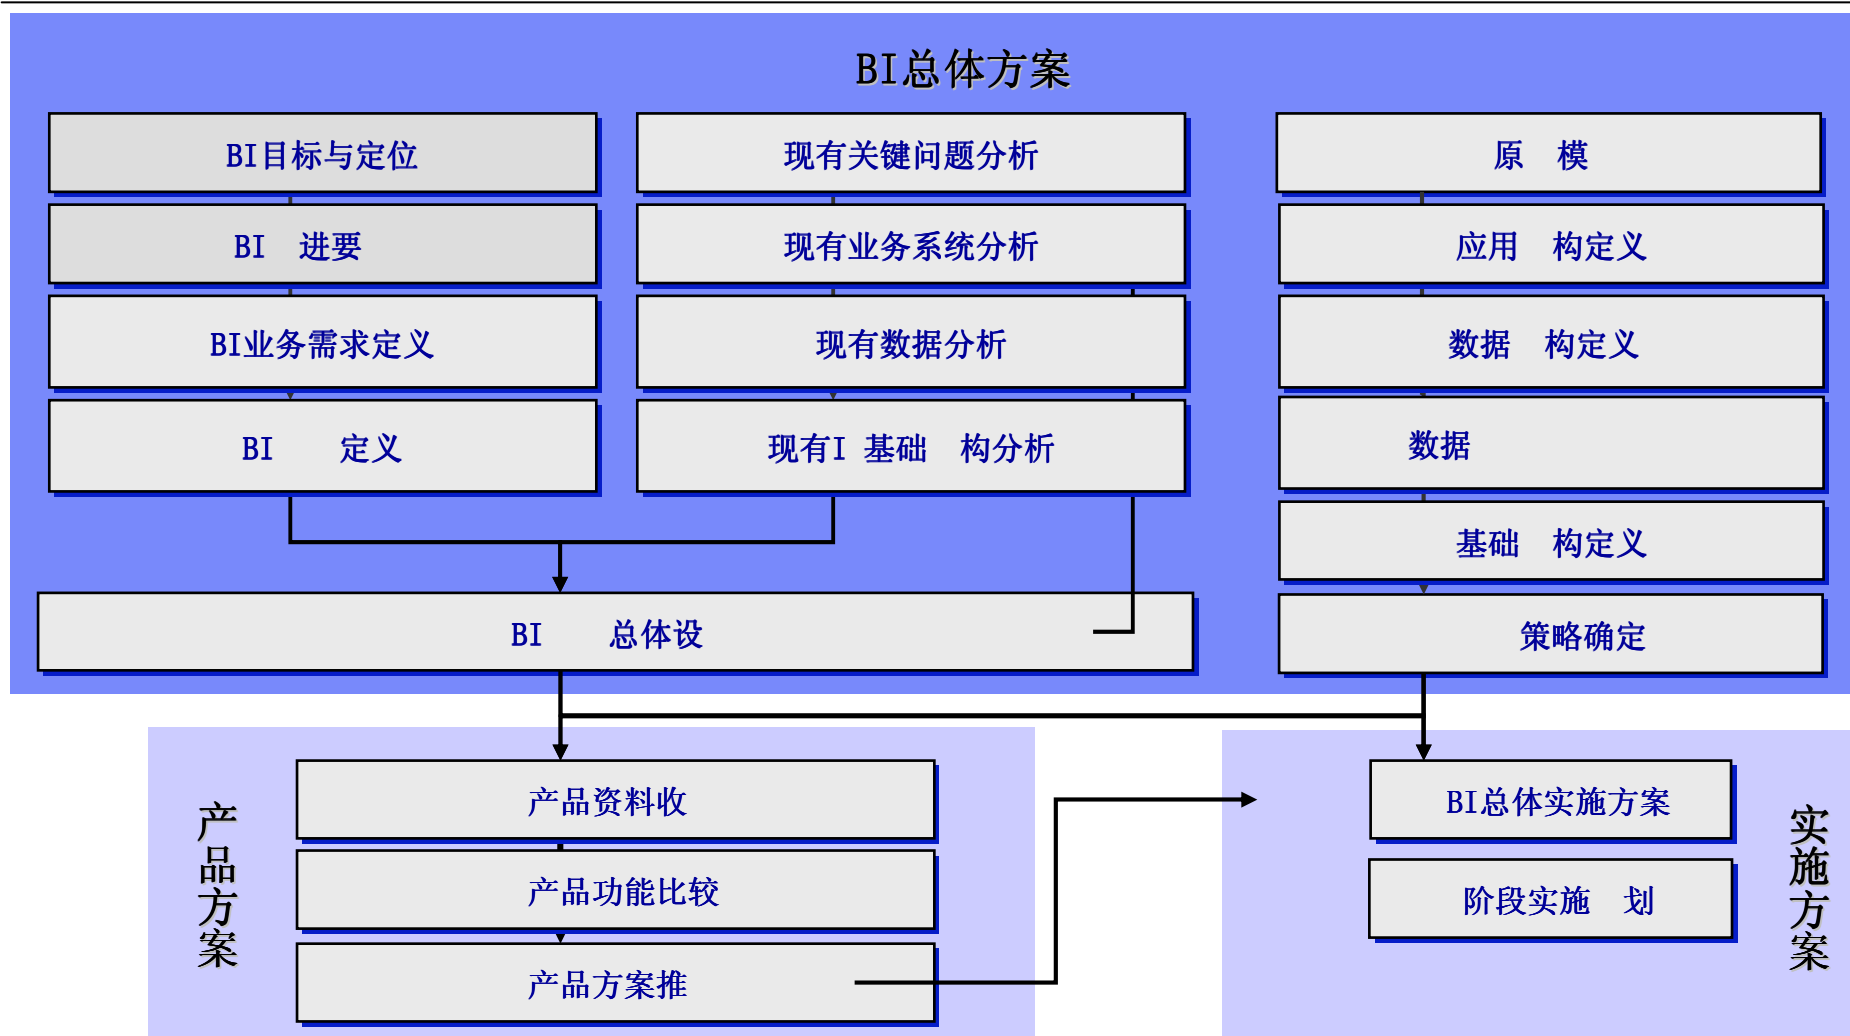 BI总体方案
BI目标与定位
BI 进要
BI业务需求定义
BI 定义
现有关键问题分析
现有业务系统分析
现有数据分析
现有I 基础 构分析
BI 总体设
原 模
应用 构定义
数据 构定义
数据
基础 构定义
策略确定
产品方案
产品资料收
产品功能比较
产品方案推
BI总体实施方案
阶段实施 划
实施方案